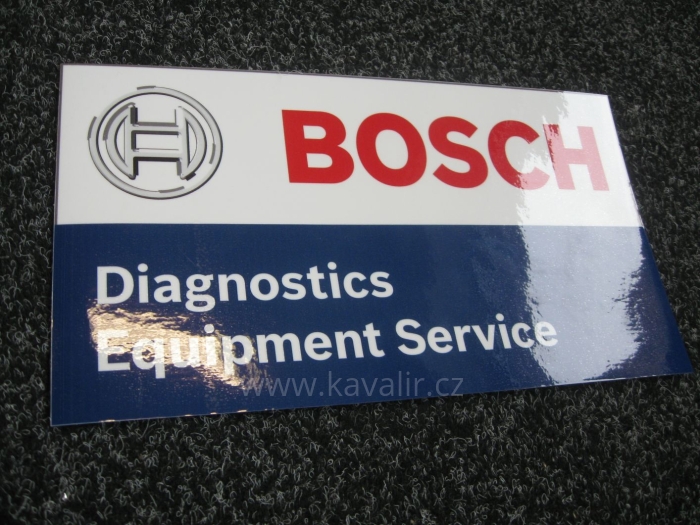 BOSCH
Diagnostics
Equipment Service
www.kavalir.cz